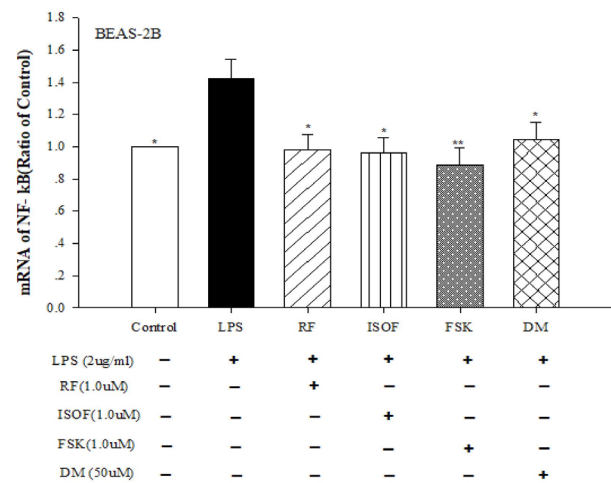 BEAS-2B
mRNA of NF- kB(Ratio of Control)
1.8
1.6
1.4
1.2
1.0
.8
.6
.4
.2
0.0
* * * ** *
Control LPS RF ISOF FSK DM
LPS (2ug/ml) – + + + + +
RF(1.0uM) – – + – – –
ISOF(1.0uM) – – – + – –
FSK(1.0uM) – – – – + –
DM (50uM) – – – – – +